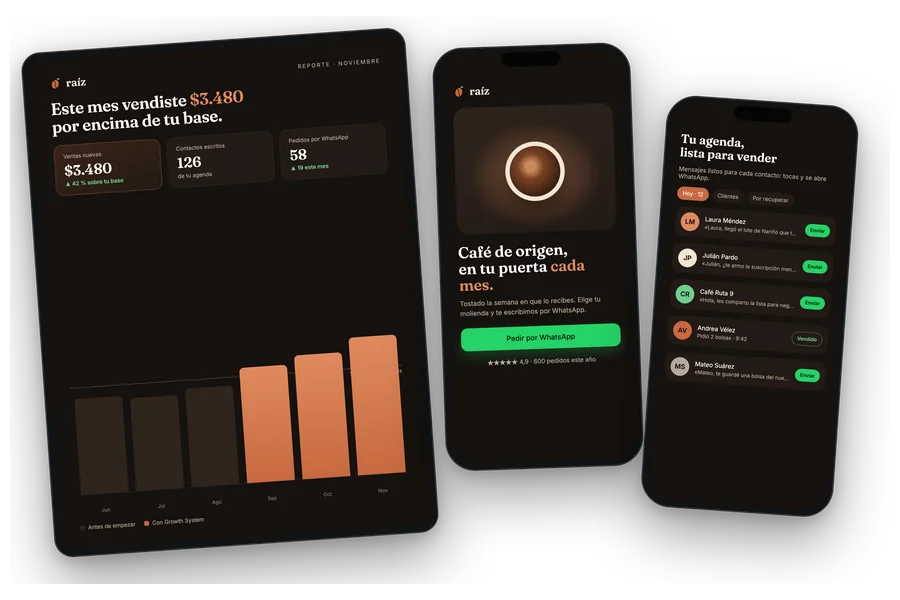 raíz
REPORTE · NOVIEMBRE
Este mes vendiste $3.480
por encima de tu base.
Ventas nuevas
$3.480
▲ 42 % sobre tu base
Contactos escritos
126
de tu agenda
Pedidos por WhatsApp
58
▲ 19 este mes
Jun
Jul
Ago
Sep
Oct
Nov
Antes de empezar
Con Growth System
raíz
Café de origen,
en tu puerta cada
mes.
Tostado la semana en que lo recibes. Elige tu
molienda y te escribimos por WhatsApp.
Pedir por WhatsApp
★★★★★ 4,9 · 600 pedidos este año
Tu agenda,
lista para vender
Mensajes listos para cada contacto: tocas y se abre
WhatsApp.
Hoy · 12
Clientes
Por recuperar
LM
Laura Méndez
«Laura, llegó el lote de Nariño que t...
Enviar
JP
Julián Pardo
«Julián, ¿te armo la suscripción men...
Enviar
CR
Café Ruta 9
«Hola, les comparto la lista para neg...
Enviar
AV
Andrea Vélez
Pidió 2 bolsas · 9:42
Vendido
MS
Mateo Suárez
«Mateo, te guardé una bolsa del nue...
Enviar